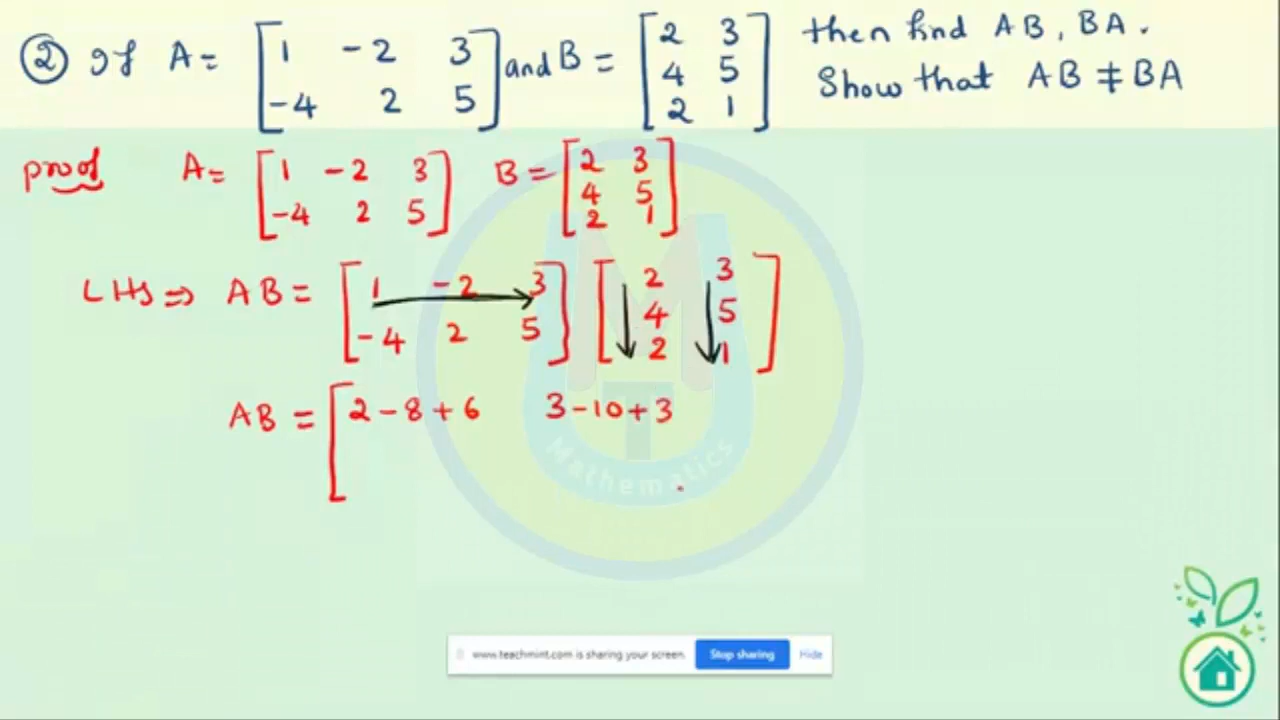 ② If A = [ 1 -2 3 ] and B = [ 2 3 ] then find AB, BA.
[ -4 2 5 ] [ 4 5 ] Show that AB ≠ BA
[ 2 1 ]
proof A = [ 1 -2 3 ] B = [ 2 3 ]
[ -4 2 5 ] [ 4 5 ]
[ 2 1 ]
LHS ⇒ AB = [ 1 -2 3 ] [ 2 3 ]
[ -4 2 5 ] [ 4 5 ]
[ 2 1 ]
AB = [ 2 - 8 + 6 3 - 10 + 3
Mathematics
www.teachmint.com is sharing your screen. Stop sharing Hide